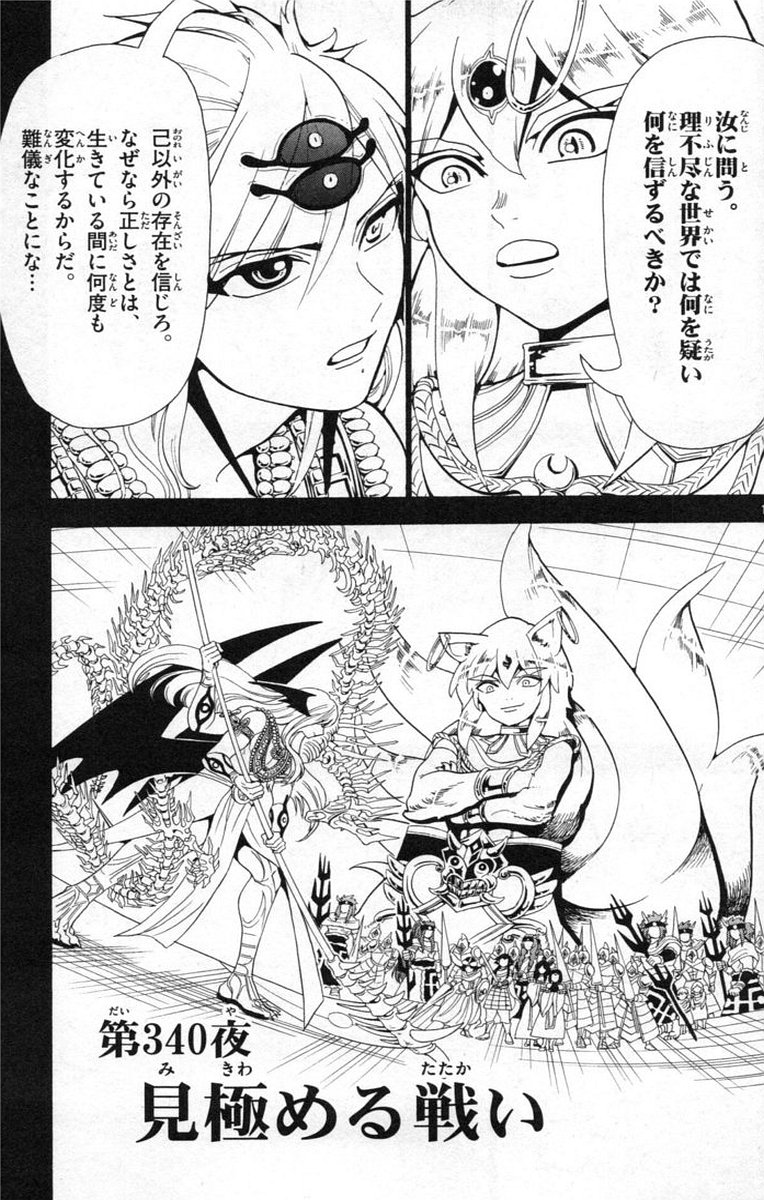 汝に問う。
理不尽な世界では何を疑い
何を信ずるべきか？
己以外の存在を信じろ。
なぜなら正しさとは、
生きている間に何度も
変化するからだ。
難儀なことにな…
第340夜
見極める戦い